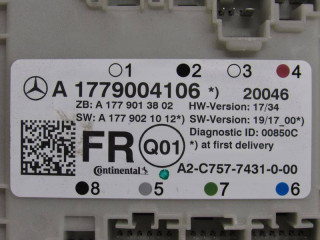 1 2 3 4
A 1779004106 *) 20046
ZB: A 177 901 38 02 HW-Version: 17/34
SW: A 177 902 10 12*) SW-Version: 19/17_00*)
Diagnostic ID: 00850C
FR Q01 *) at first delivery
Continental A2-C757-7431-0-00
8 5 7 6